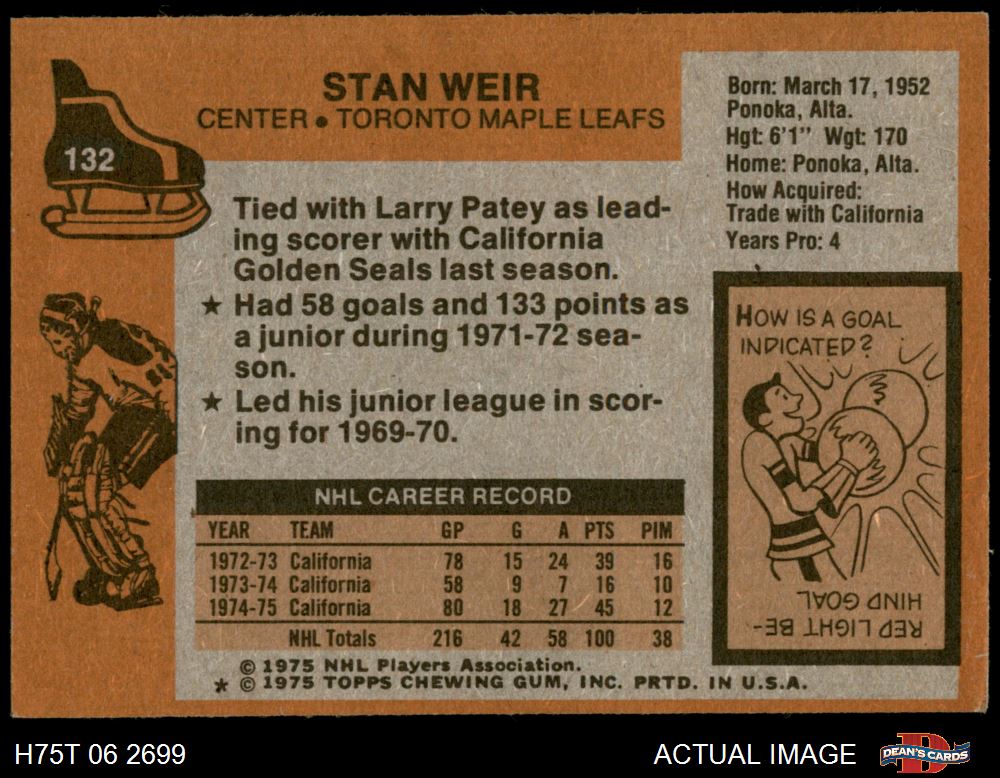 STAN WEIR
CENTER • TORONTO MAPLE LEAFS
132
Born: March 17, 1952
Ponoka, Alta.
Hgt: 6'1" Wgt: 170
Home: Ponoka, Alta.
How Acquired:
Trade with California
Years Pro: 4
Tied with Larry Patey as lead-
ing scorer with California
Golden Seals last season.
★ Had 58 goals and 133 points as
a junior during 1971-72 sea-
son.
★ Led his junior league in scor-
ing for 1969-70.
HOW IS A GOAL
INDICATED?
RED LIGHT BE-
HIND GOAL
NHL CAREER RECORD
YEAR TEAM GP G A PTS PIM
1972-73 California 78 15 24 39 16
1973-74 California 58 9 7 16 10
1974-75 California 80 18 27 45 12
NHL Totals 216 42 58 100 38
© 1975 NHL Players Association.
★ © 1975 TOPPS CHEWING GUM, INC. PRTD. IN U.S.A.
H75T 06 2699
ACTUAL IMAGE
D
DEAN'S CARDS